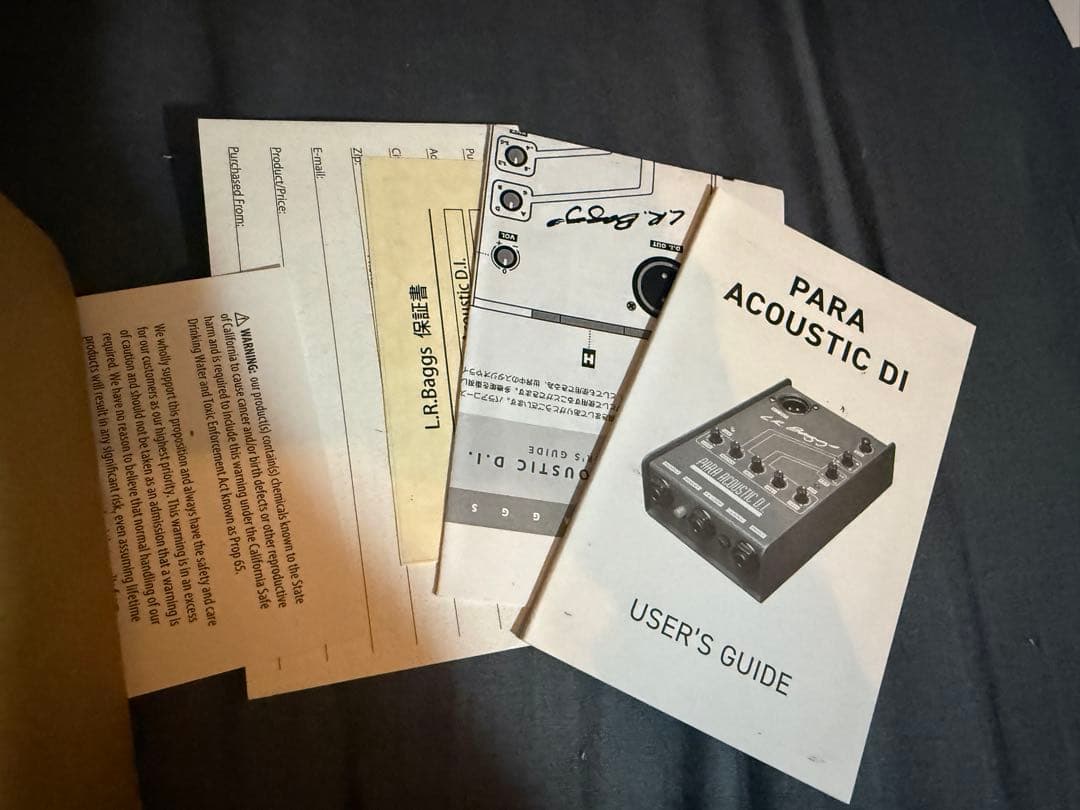 PARA
ACOUSTIC DI
L.R. Baggs
PARA ACOUSTIC D.I.
USER'S GUIDE
L.R. Baggs
VOL
D.I. OUT
H
USTIC D.I.
R'S GUIDE
G G S
L.R.Baggs 保証書
oustic D.I.
Zip:
E-mail:
Product/Price:
Purchased From:
⚠ WARNING: our product(s) contain(s) chemicals known to the State
of California to cause cancer and/or birth defects or other reproductive
harm and is required to include this warning under the California Safe
Drinking Water and Toxic Enforcement Act known as Prop 65.
We wholly support this proposition and always have the safety and care
for our customers as our highest priority. This warning is in an excess
of caution and should not be taken as an admission that a warning is
required. We have no reason to believe that normal handling of our
products will result in any significant risk, even assuming lifetime